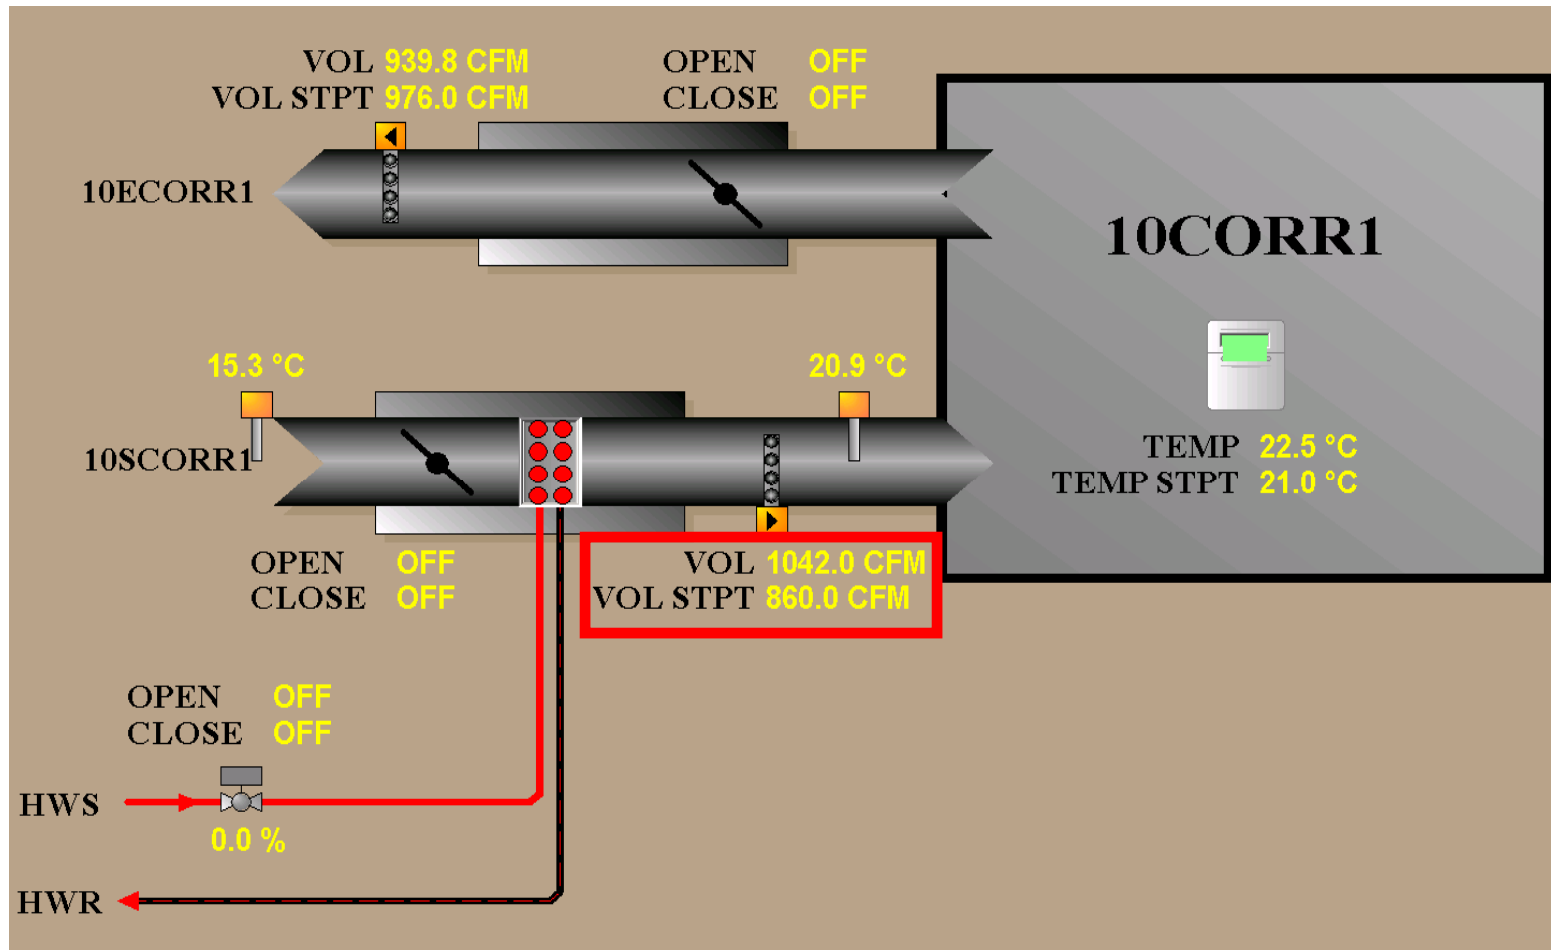 VOL 939.8 CFM
VOL STPT 976.0 CFM
OPEN OFF
CLOSE OFF
10ECORR1
10CORR1
15.3 °C
20.9 °C
10SCORR1
TEMP 22.5 °C
TEMP STPT 21.0 °C
OPEN OFF
CLOSE OFF
VOL 1042.0 CFM
VOL STPT 860.0 CFM
OPEN OFF
CLOSE OFF
HWS
0.0 %
HWR